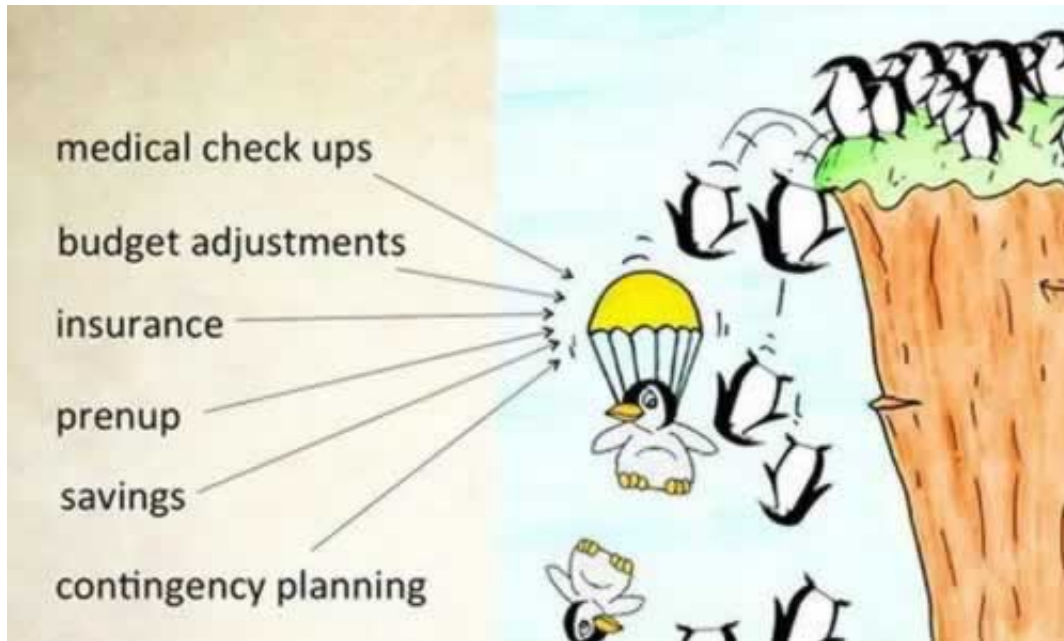 medical check ups
budget adjustments
insurance
prenup
savings
contingency planning